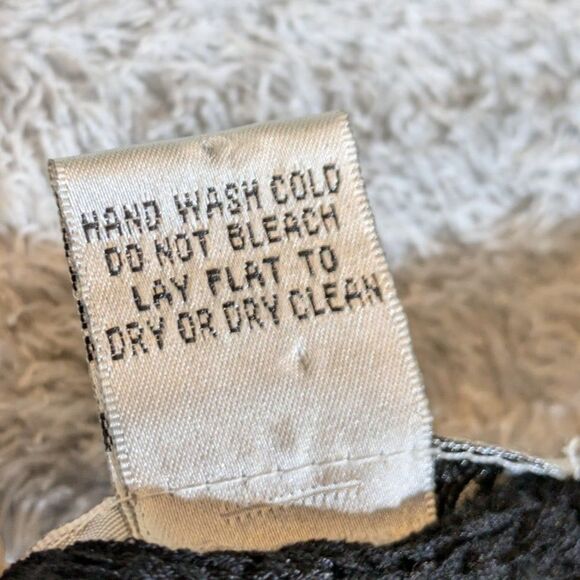 HAND WASH COLD
DO NOT BLEACH
LAY FLAT TO
DRY OR DRY CLEAN